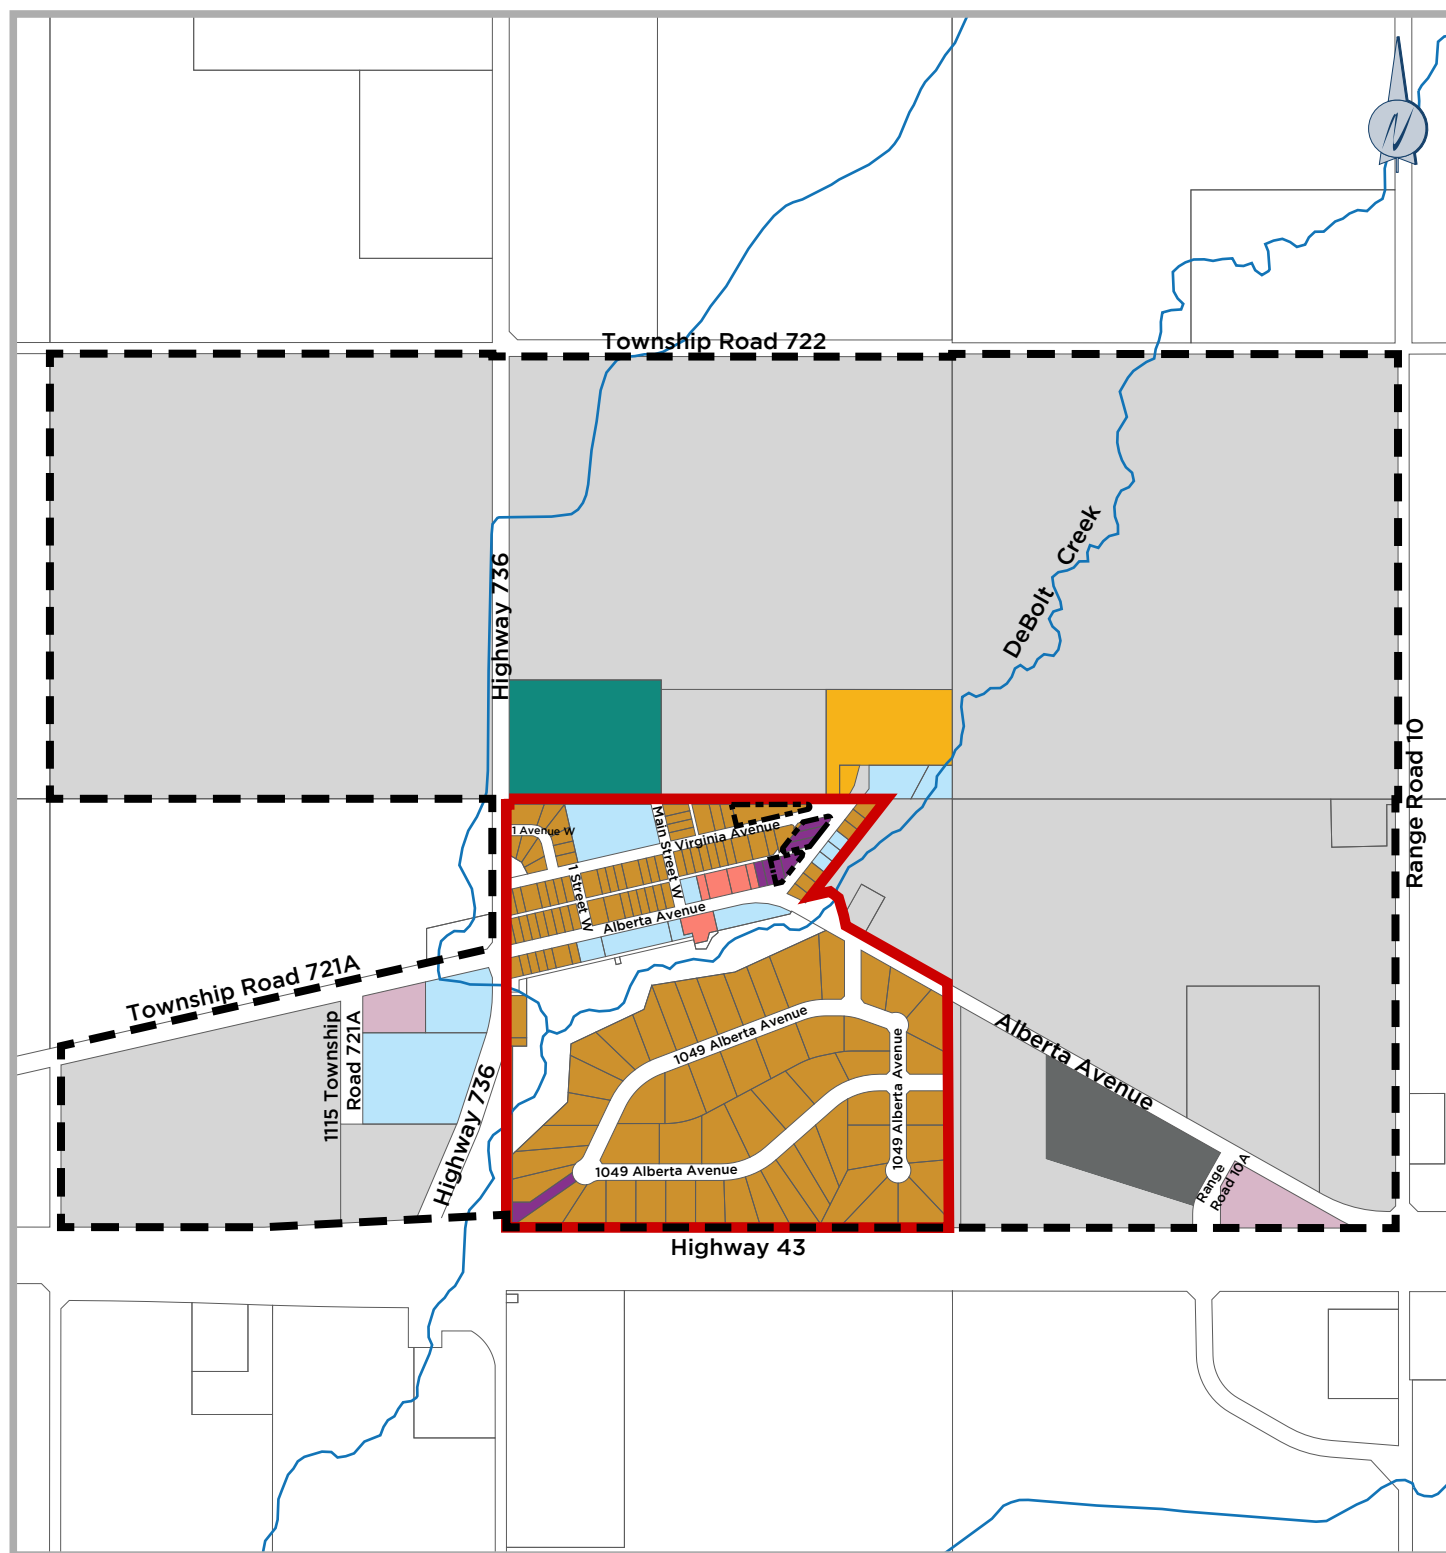 N
Township Road 722
Highway 736
DeBolt Creek
Range Road 10
1 Avenue W
Main Street W
Virginia Avenue
1 Street W
Alberta Avenue
Township Road 721A
1115 Township
Road 721A
Highway 736
1049 Alberta Avenue
1049 Alberta Avenue
1049 Alberta Avenue
Alberta Avenue
Range
Road 10A
Highway 43